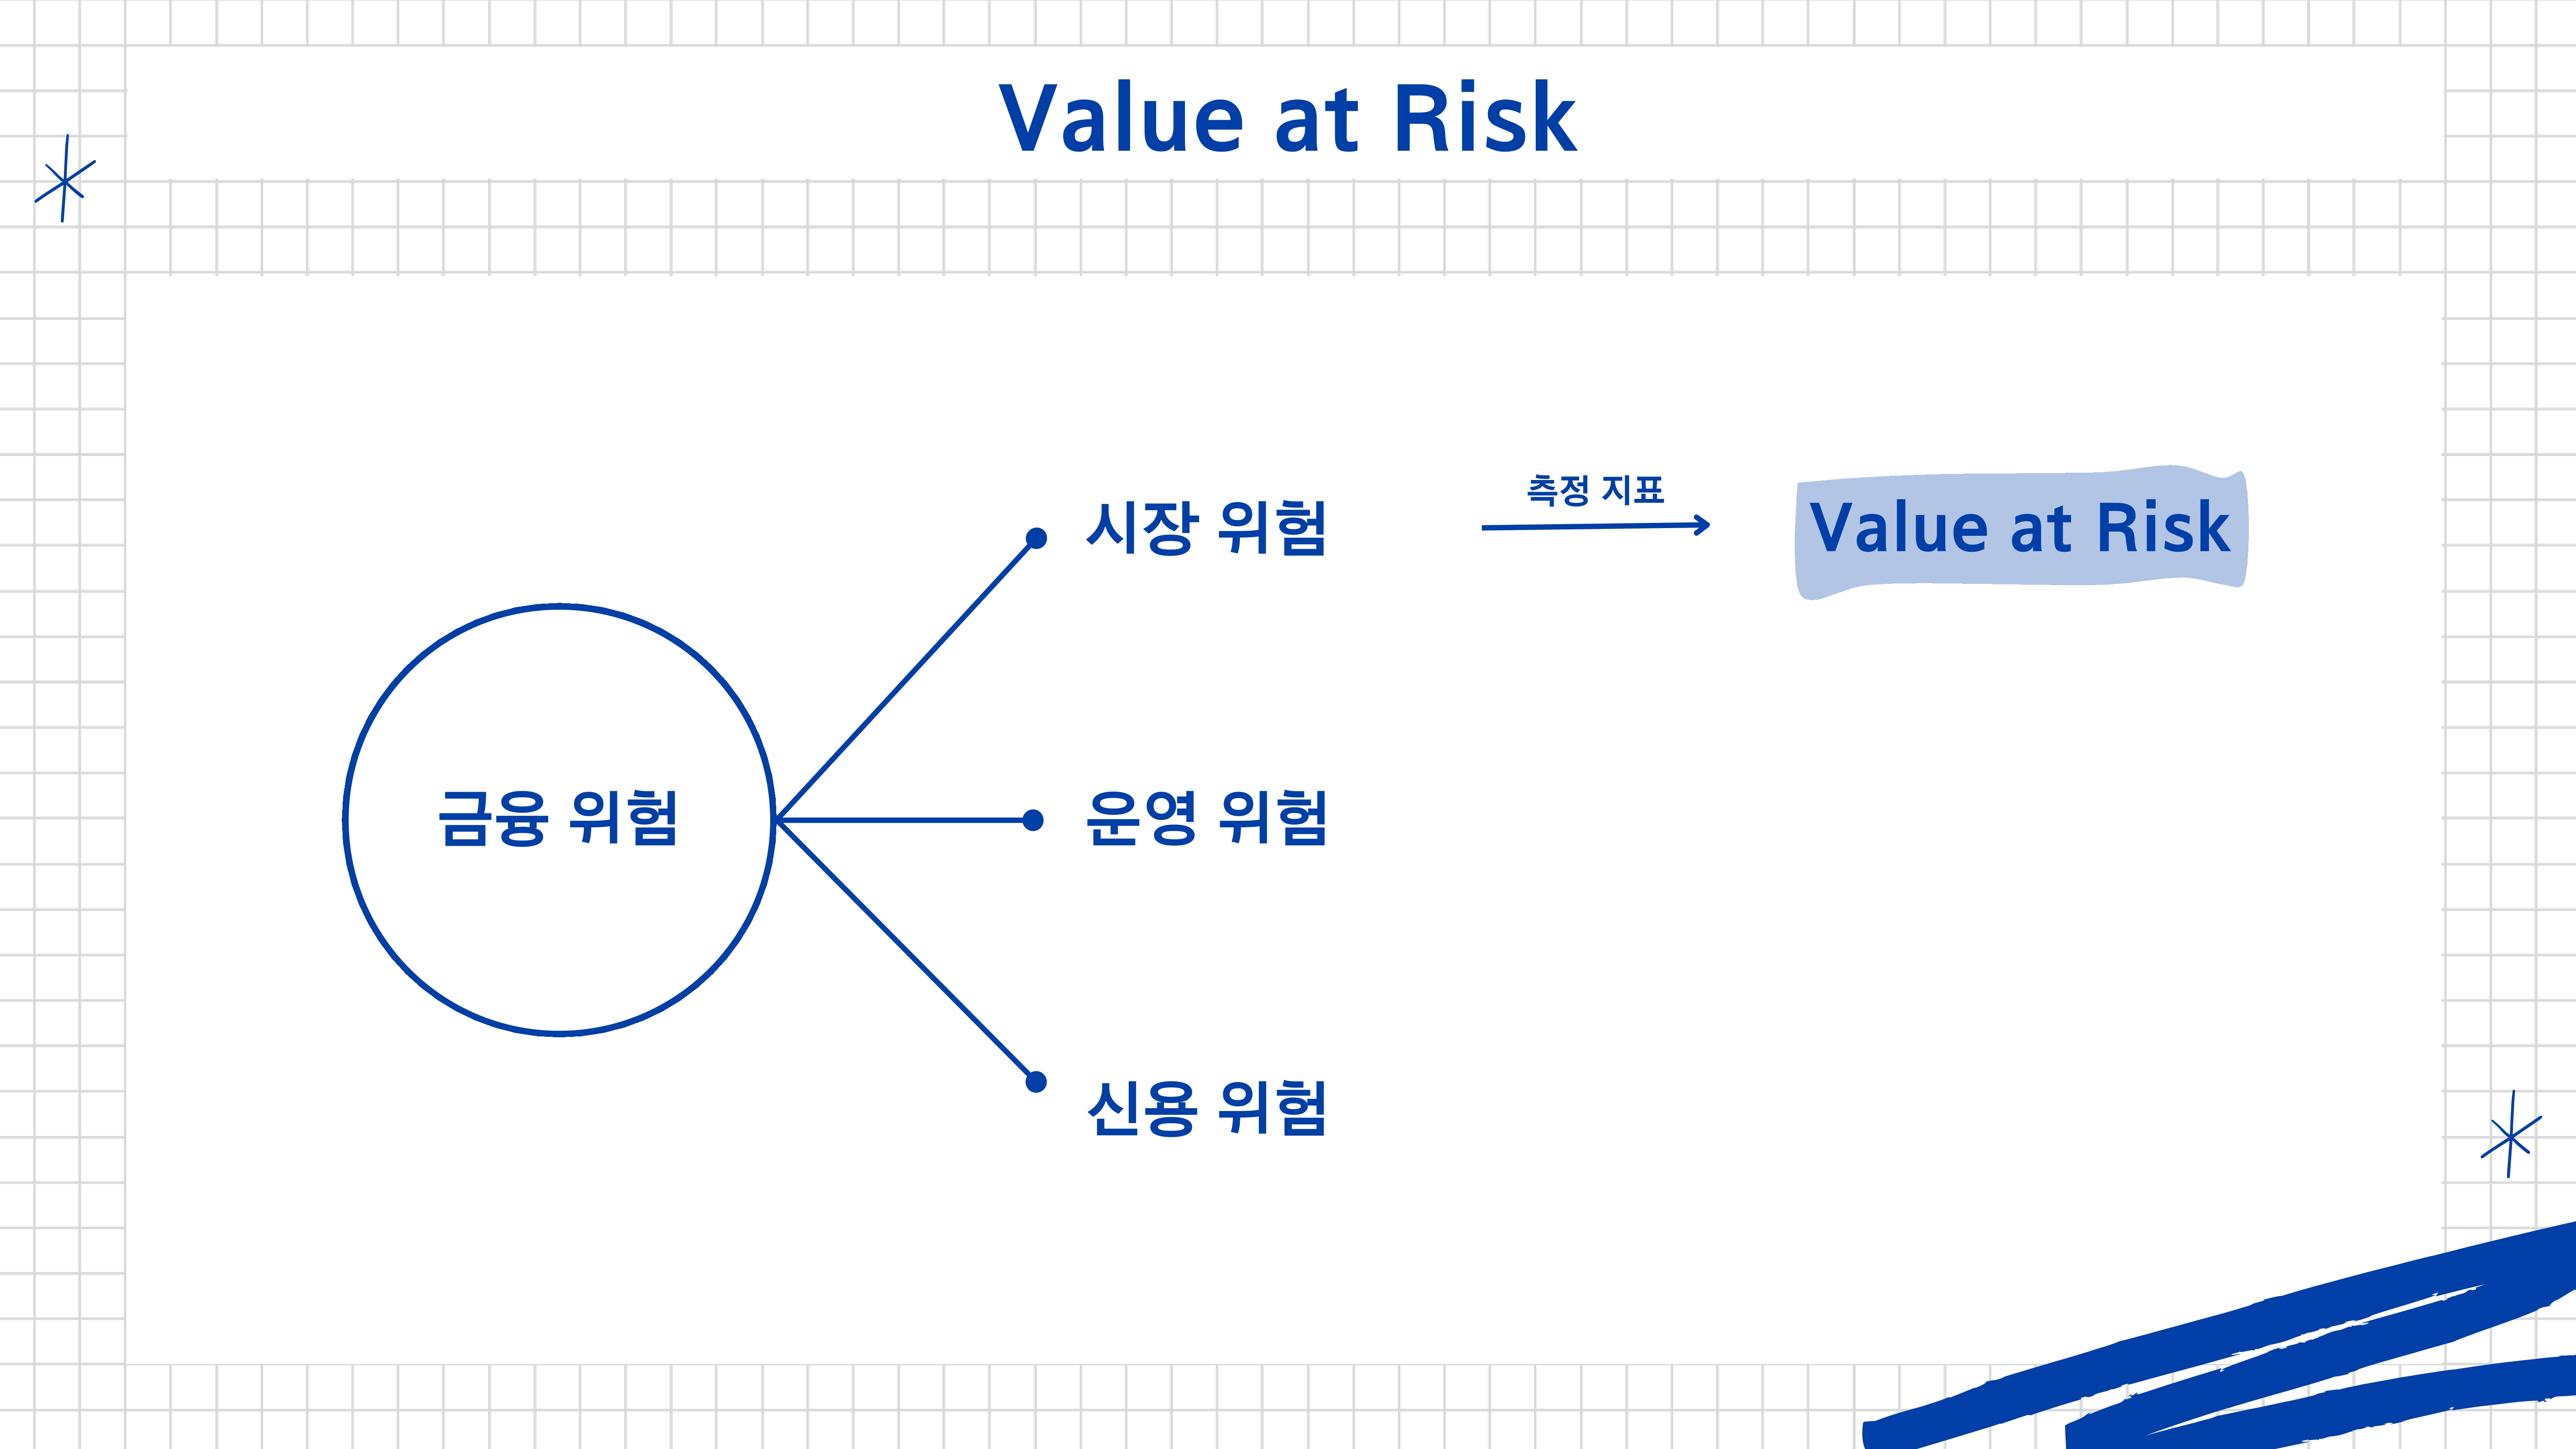 Value at Risk
시장 위험
측정 지표
Value at Risk
금융 위험
운영 위험
신용 위험